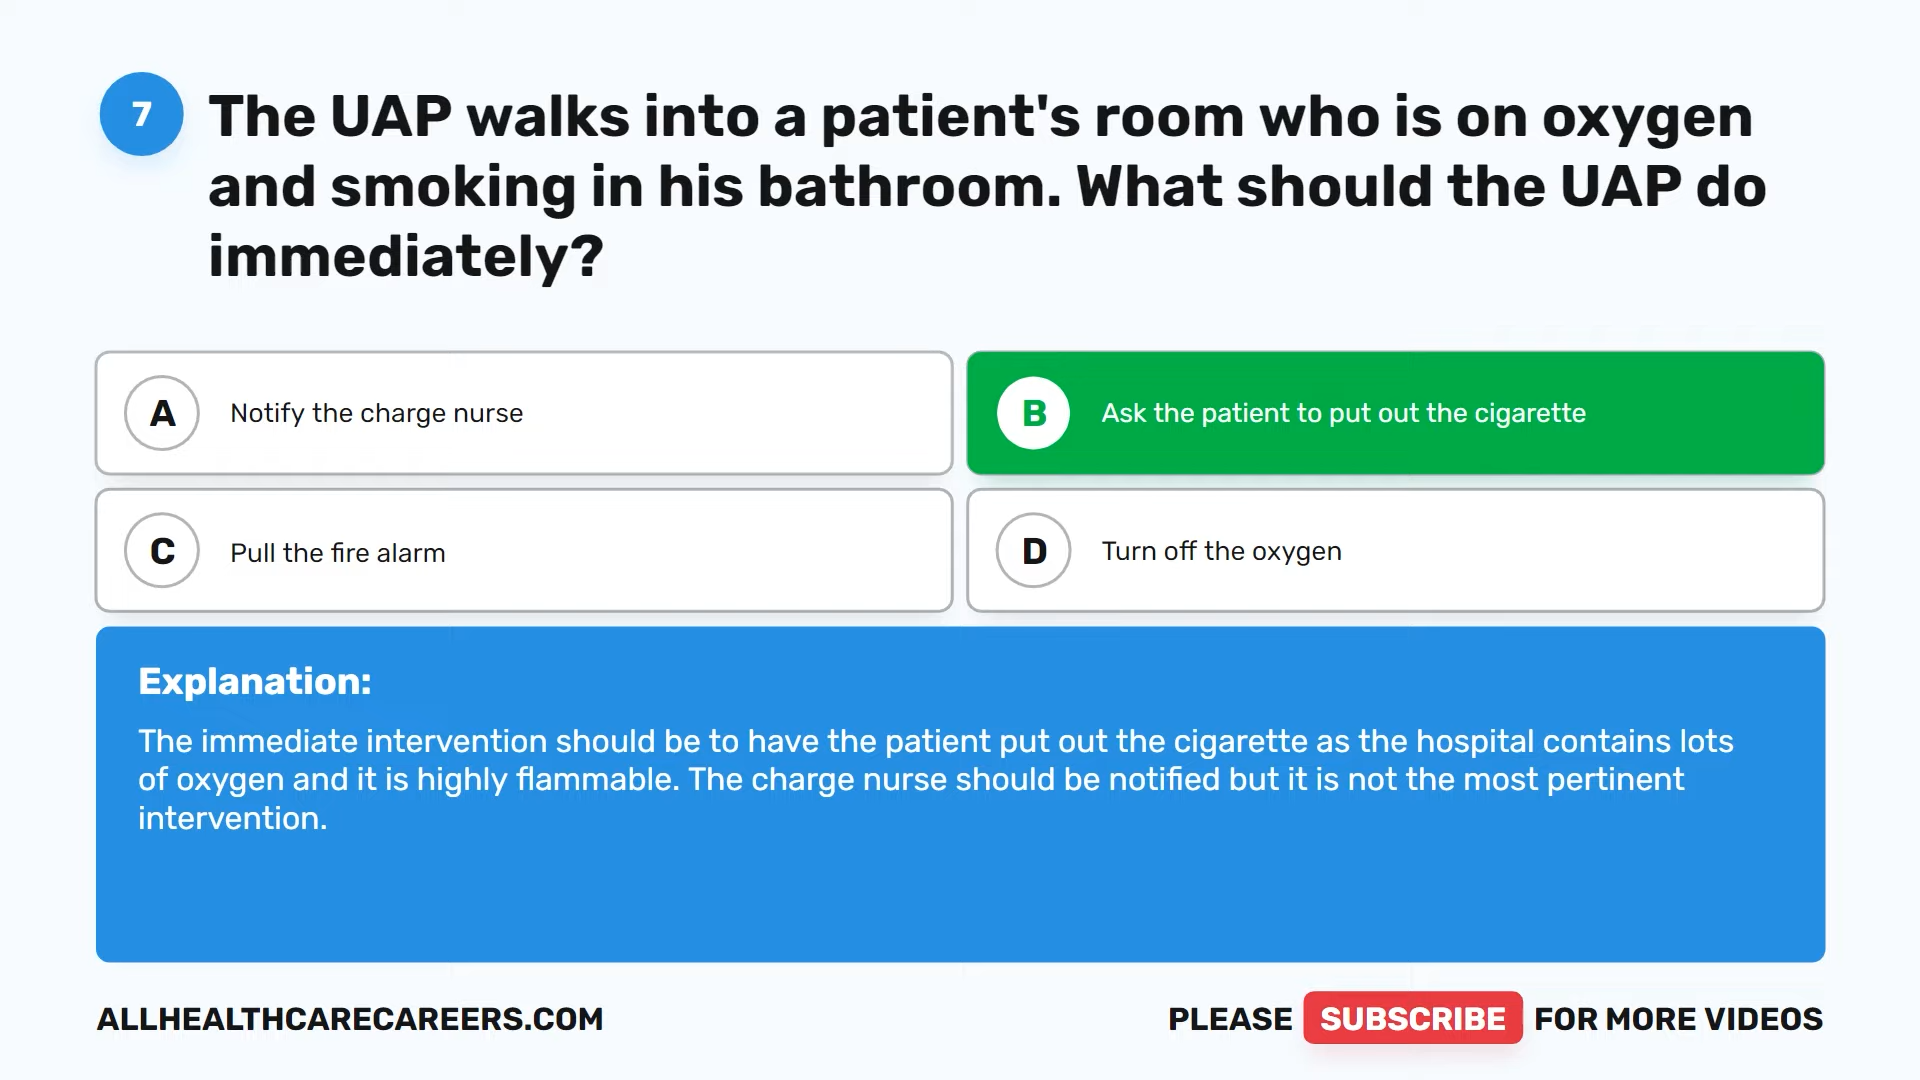 7
The UAP walks into a patient's room who is on oxygen
and smoking in his bathroom. What should the UAP do
immediately?
A Notify the charge nurse
B Ask the patient to put out the cigarette
C Pull the fire alarm
D Turn off the oxygen
Explanation:
The immediate intervention should be to have the patient put out the cigarette as the hospital contains lots
of oxygen and it is highly flammable. The charge nurse should be notified but it is not the most pertinent
intervention.
ALLHEALTHCARECAREERS.COM
PLEASE SUBSCRIBE FOR MORE VIDEOS